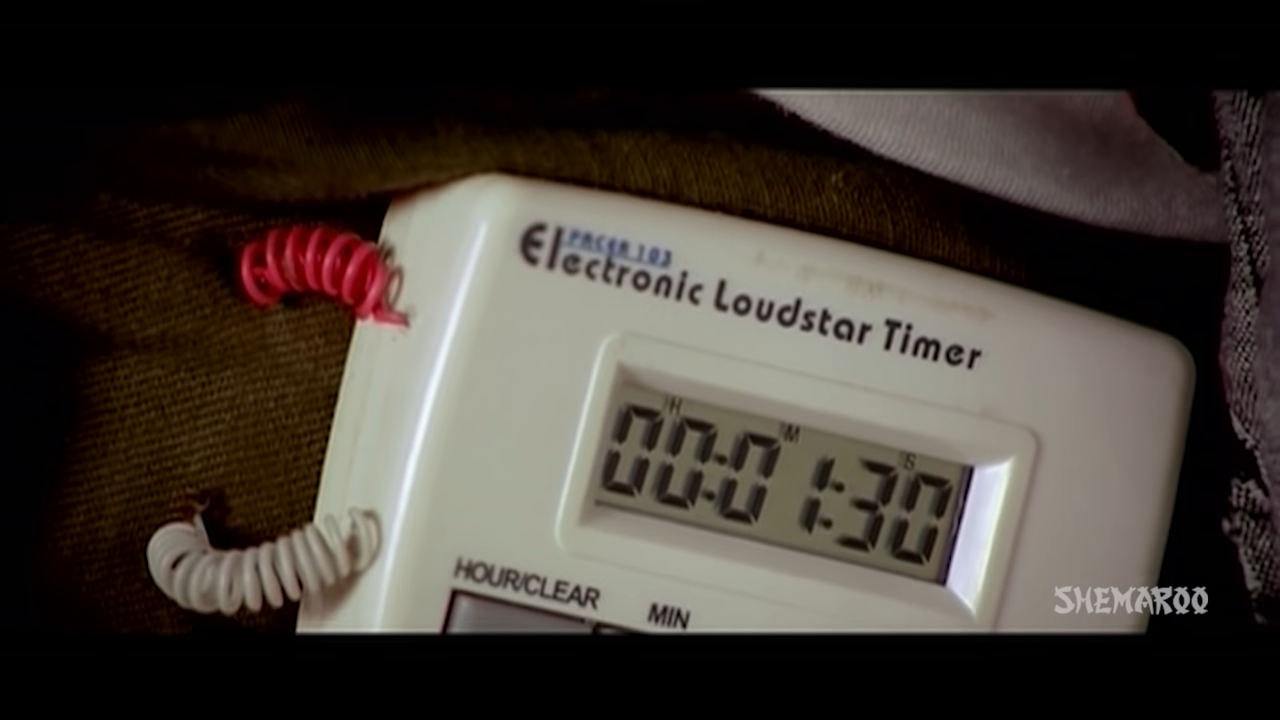 PACER 103
Electronic Loudstar Timer
H M S
00:01:30
HOUR/CLEAR
MIN
SHEMAROO